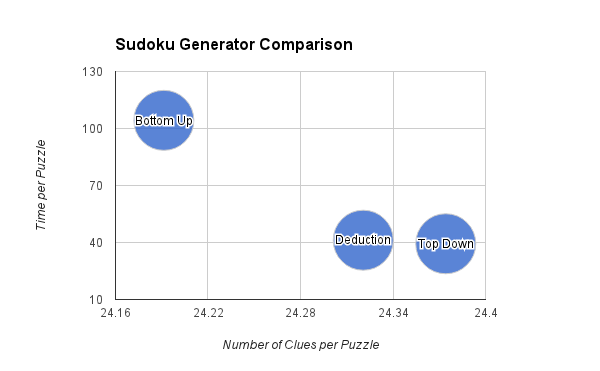 Sudoku Generator Comparison
Time per Puzzle
130
100
70
40
10
Bottom Up
Deduction
Top Down
24.16
24.22
24.28
24.34
24.4
Number of Clues per Puzzle